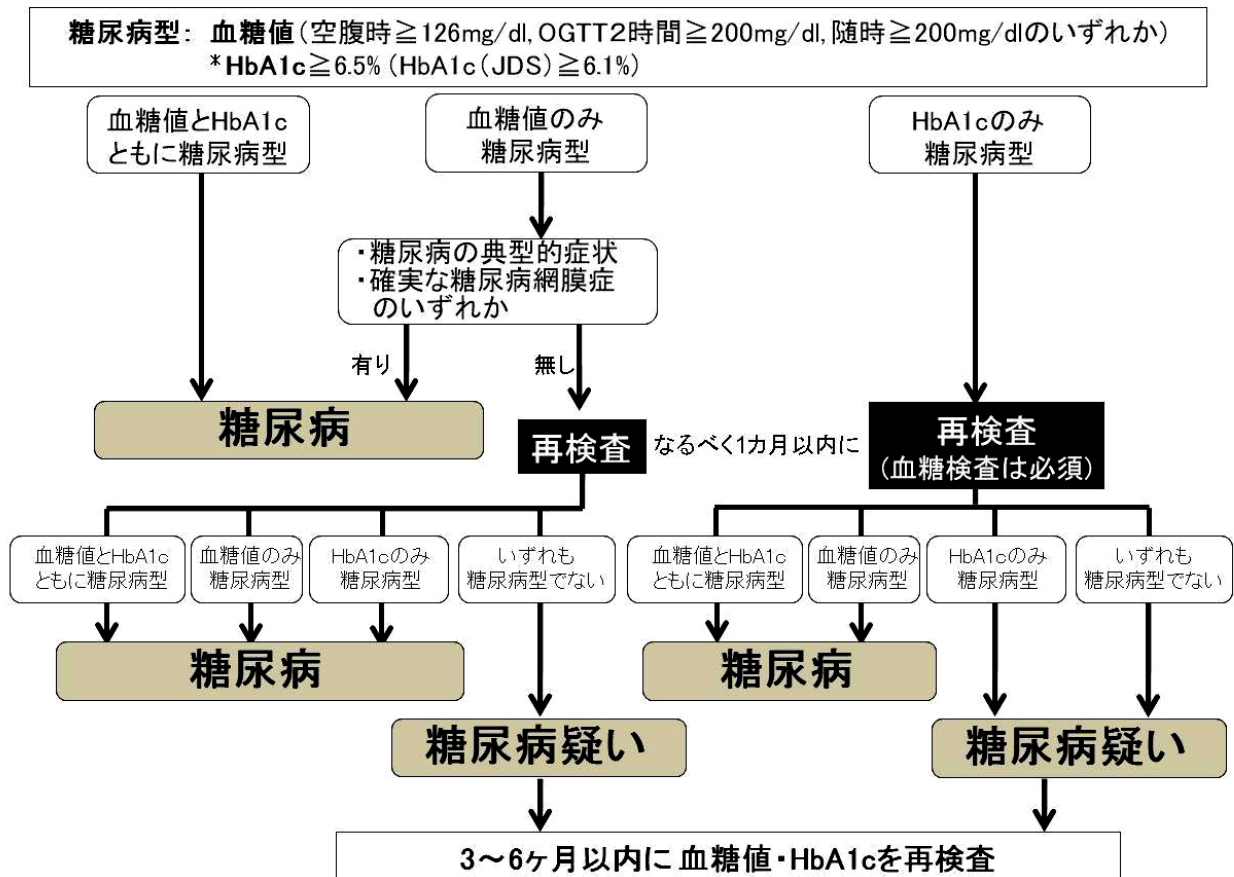 糖尿病型: 血糖値(空腹時≧126mg/dl, OGTT2時間≧200mg/dl, 随時≧200mg/dlのいずれか)
*HbA1c≧6.5% (HbA1c(JDS)≧6.1%)
血糖値とHbA1c
ともに糖尿病型
血糖値のみ
糖尿病型
HbA1cのみ
糖尿病型
・糖尿病の典型的症状
・確実な糖尿病網膜症
のいずれか
有り
無し
糖尿病
再検査
なるべく1カ月以内に
再検査
(血糖検査は必須)
血糖値とHbA1c
ともに糖尿病型
血糖値のみ
糖尿病型
HbA1cのみ
糖尿病型
いずれも
糖尿病型でない
血糖値とHbA1c
ともに糖尿病型
血糖値のみ
糖尿病型
HbA1cのみ
糖尿病型
いずれも
糖尿病型でない
糖尿病
糖尿病
糖尿病疑い
糖尿病疑い
3〜6ヶ月以内に 血糖値・HbA1cを再検査